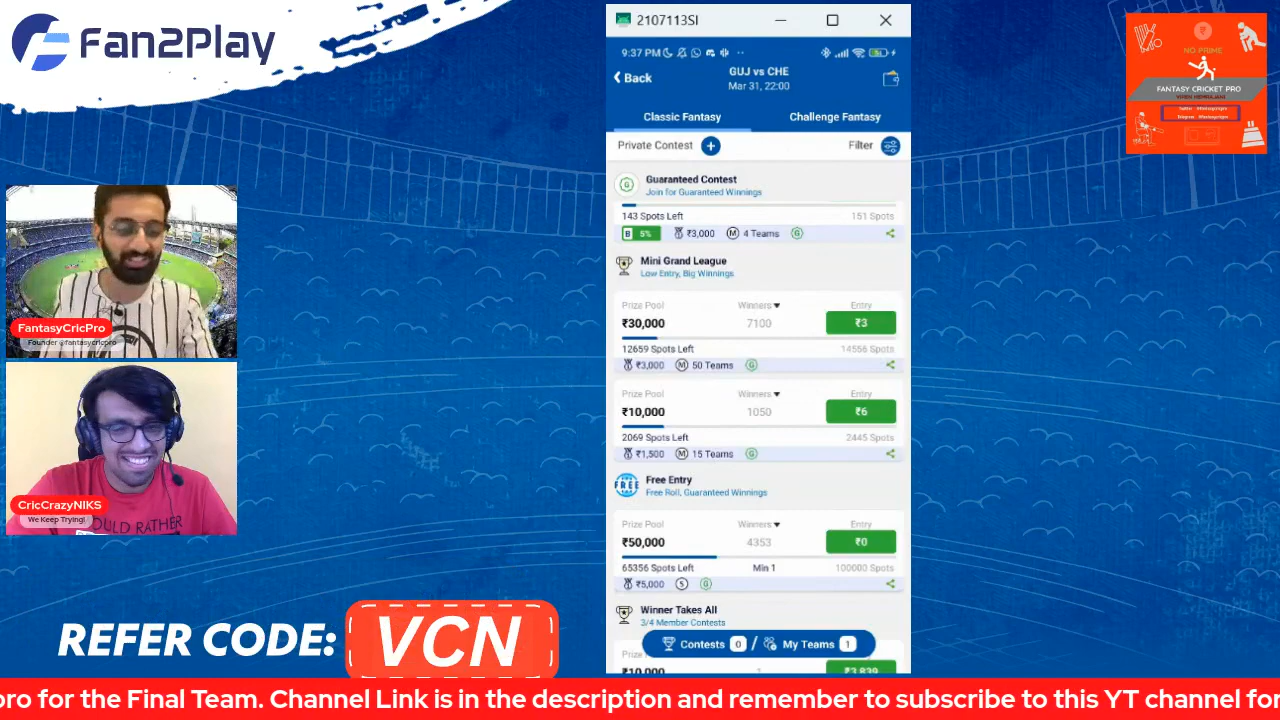 Fan2Play
FantasyCricPro
Founder @fantasycricpro
CricCrazyNIKS
We Keep Trying!
OULD RATHER
REFER CODE:
VCN
2107113SI
9:37 PM
Back
GUJ vs CHE
Mar 31, 22:00
Classic Fantasy
Challenge Fantasy
Private Contest
Filter
G
Guaranteed Contest
Join for Guaranteed Winnings
143 Spots Left
151 Spots
B 5%
₹3,000
M 4 Teams
G
Mini Grand League
Low Entry, Big Winnings
Prize Pool
Winners
Entry
₹30,000
7100
₹3
12659 Spots Left
14556 Spots
₹3,000
M 50 Teams
G
Prize Pool
Winners
Entry
₹10,000
1050
₹6
2069 Spots Left
2445 Spots
₹1,500
M 15 Teams
G
FREE
Free Entry
Free Roll, Guaranteed Winnings
Prize Pool
Winners
Entry
₹50,000
4353
₹0
65356 Spots Left
Min 1
100000 Spots
₹5,000
S
G
Winner Takes All
3/4 Member Contests
Contests 0 / My Teams 1
Prize
₹10,000
1
₹3,839
NO PRIME
FANTASY CRICKET PRO
pro for the Final Team. Channel Link is in the description and remember to subscribe to this YT channel for